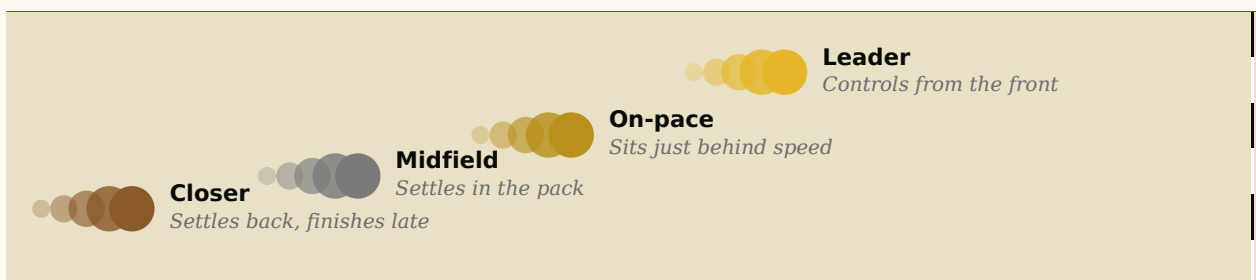 Leader
Controls from the front
On-pace
Sits just behind speed
Midfield
Settles in the pack
Closer
Settles back, finishes late